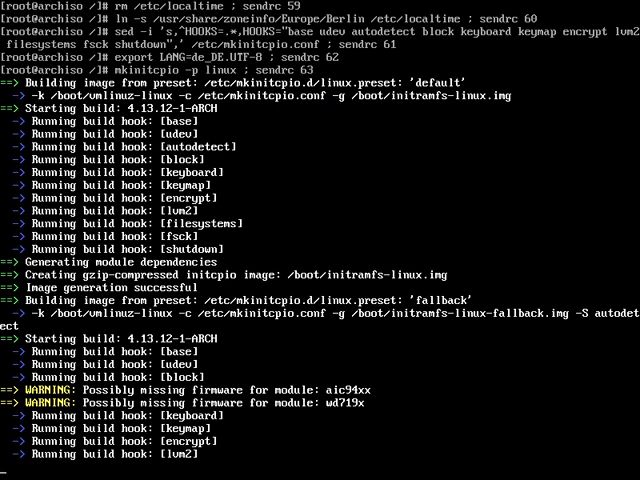 [root@archiso /]# rm /etc/localtime ; sendrc 59
[root@archiso /]# ln -s /usr/share/zoneinfo/Europe/Berlin ; sendrc 60
[root@archiso /]# sed -i 's,^HOOKS=.*,HOOKS="base udev autodetect block keyboard keymap encrypt lvm2
 filesystems fsck shutdown",' /etc/mkinitcpio.conf ; sendrc 61
[root@archiso /]# export LANG=de_DE.UTF-8 ; sendrc 62
[root@archiso /]# mkinitcpio -p linux ; sendrc 63
==> Building image from preset: /etc/mkinitcpio.d/linux.preset: 'default'
  -> -k /boot/vmlinuz-linux -c /etc/mkinitcpio.conf -g /boot/initramfs-linux.img
==> Starting build: 4.13.12-1-ARCH
  -> Running build hook: [base]
  -> Running build hook: [udev]
  -> Running build hook: [autodetect]
  -> Running build hook: [block]
  -> Running build hook: [keyboard]
  -> Running build hook: [keymap]
  -> Running build hook: [encrypt]
  -> Running build hook: [lvm2]
  -> Running build hook: [filesystems]
  -> Running build hook: [fsck]
  -> Running build hook: [shutdown]
==> Generating module dependencies
==> Creating gzip-compressed initcpio image: /boot/initramfs-linux.img
==> Image generation successful
==> Building image from preset: /etc/mkinitcpio.d/linux.preset: 'fallback'
  -> -k /boot/vmlinuz-linux -c /etc/mkinitcpio.conf -g /boot/initramfs-linux-fallback.img -S autodet
ect
==> Starting build: 4.13.12-1-ARCH
  -> Running build hook: [base]
  -> Running build hook: [udev]
  -> Running build hook: [block]
==> WARNING: Possibly missing firmware for module: aic94xx
==> WARNING: Possibly missing firmware for module: wd719x
  -> Running build hook: [keyboard]
  -> Running build hook: [keymap]
  -> Running build hook: [encrypt]
  -> Running build hook: [lvm2]